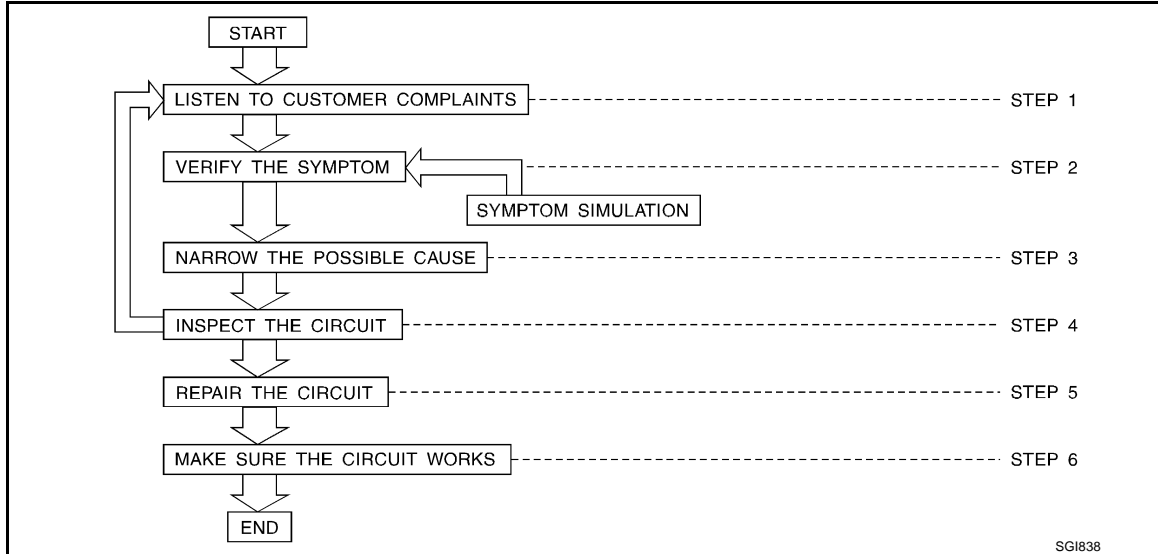 START
LISTEN TO CUSTOMER COMPLAINTS STEP 1
VERIFY THE SYMPTOM STEP 2
SYMPTOM SIMULATION
NARROW THE POSSIBLE CAUSE STEP 3
INSPECT THE CIRCUIT STEP 4
REPAIR THE CIRCUIT STEP 5
MAKE SURE THE CIRCUIT WORKS STEP 6
END
SGI838